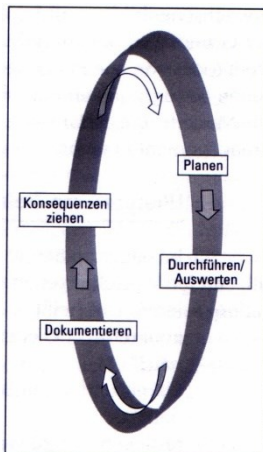 Planen
Durchführen/
Auswerten
Dokumentieren
Konsequenzen
ziehen